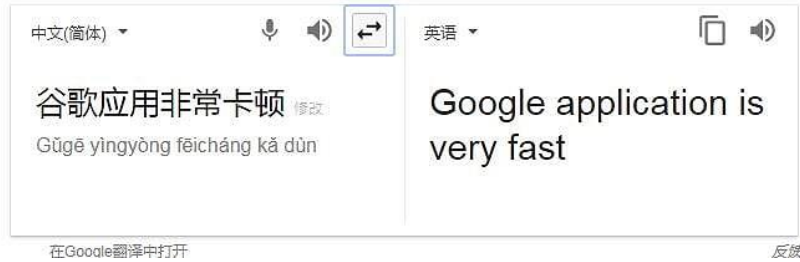 中文(简体)
英语
谷歌应用非常卡顿 修改
Gǔgē yìngyòng fēicháng kǎ dùn
Google application is
very fast
在Google翻译中打开
反馈